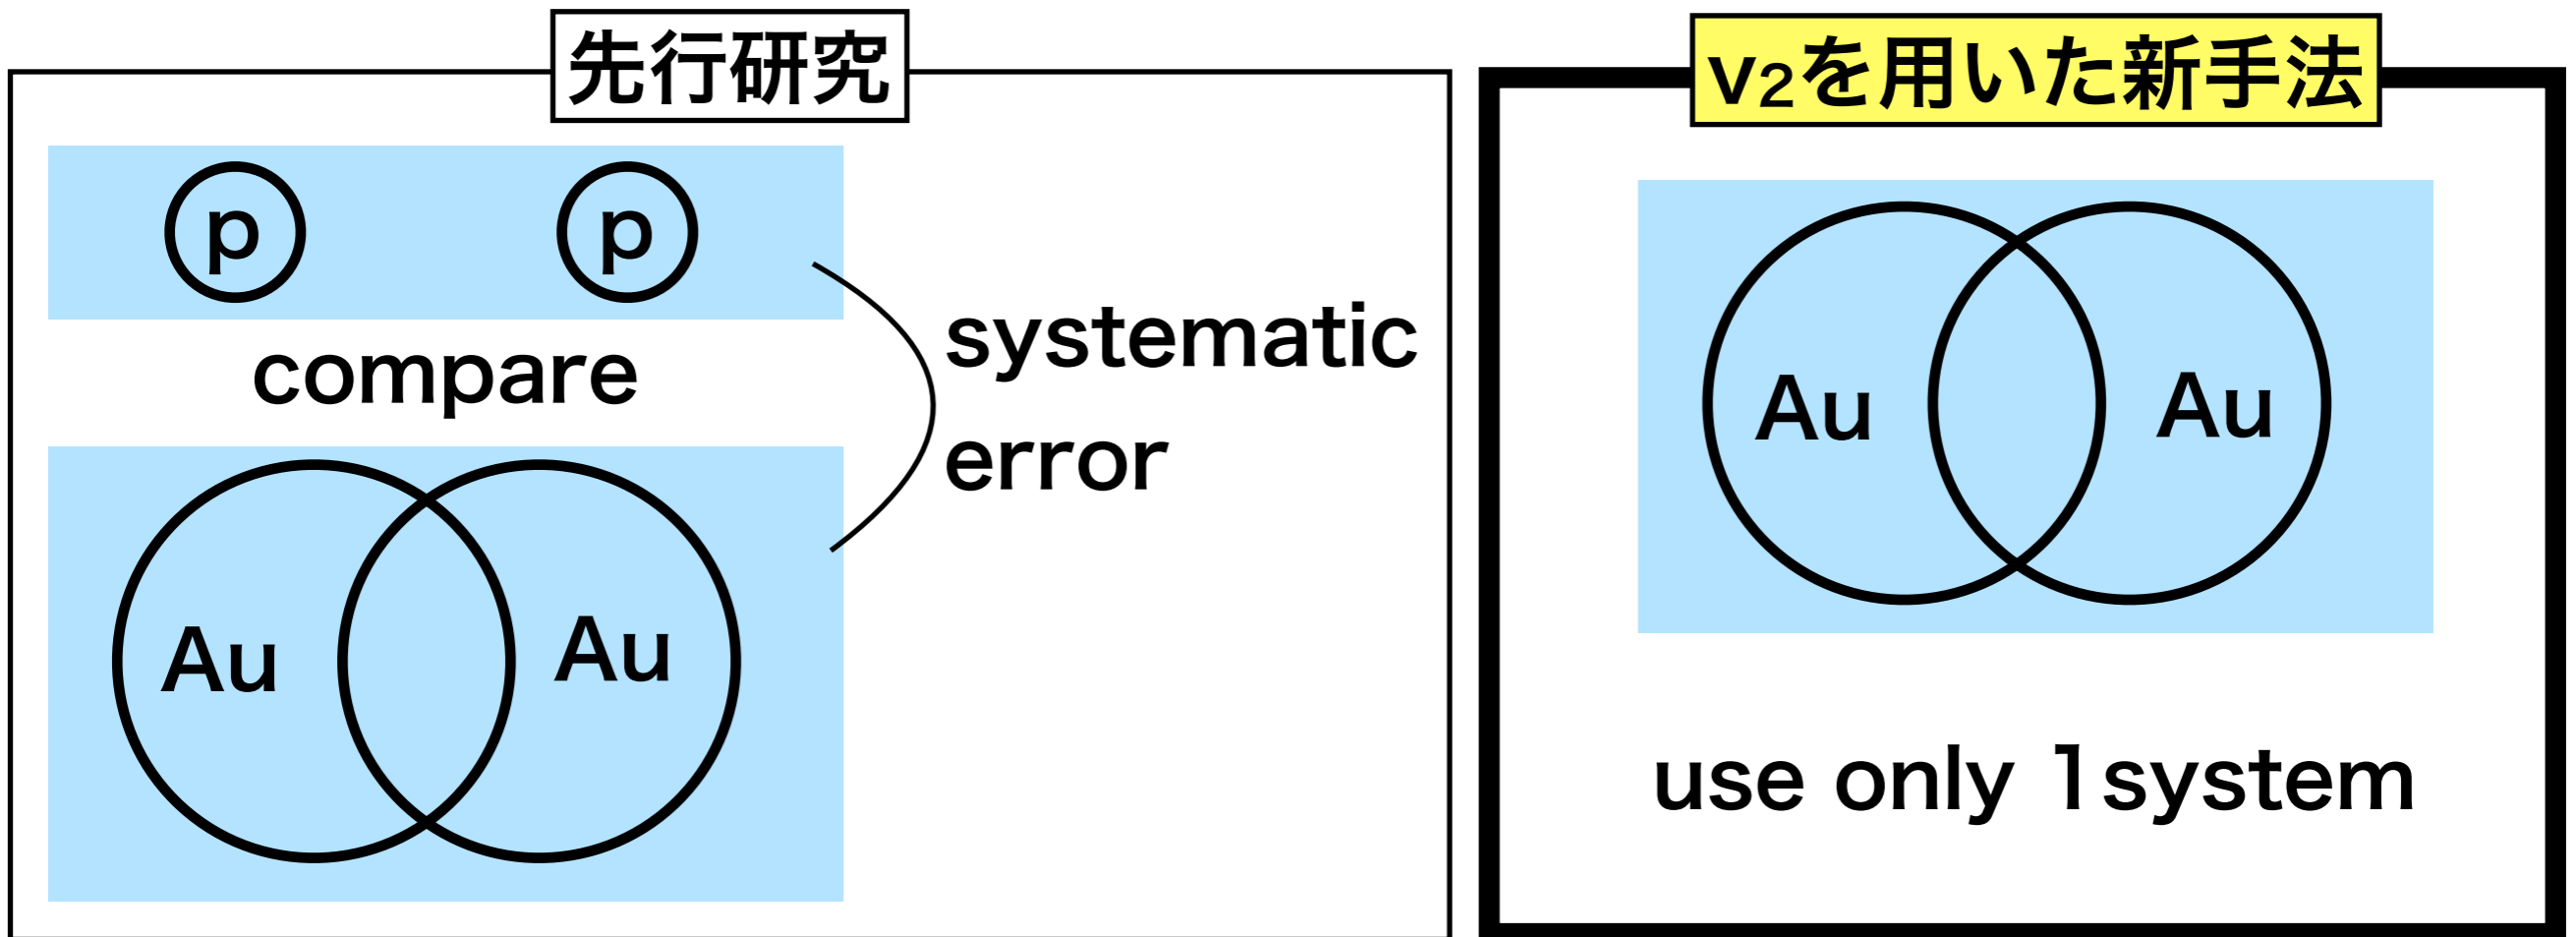 先行研究
p p
compare
Au Au
systematic
error
v2を用いた新手法
Au Au
use only 1system